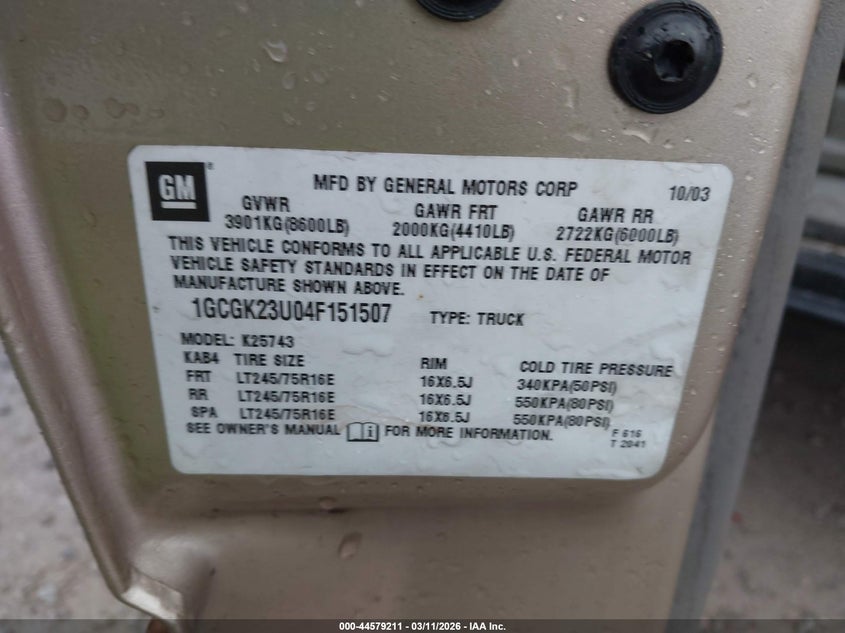 GM ®
MFD BY GENERAL MOTORS CORP 10/03
GVWR GAWR FRT GAWR RR
3901KG(8600LB) 2000KG(4410LB) 2722KG(6000LB)
THIS VEHICLE CONFORMS TO ALL APPLICABLE U.S. FEDERAL MOTOR
VEHICLE SAFETY STANDARDS IN EFFECT ON THE DATE OF
MANUFACTURE SHOWN ABOVE.
1GCGK23U04F151507 TYPE: TRUCK
MODEL: K25743
KAB4 TIRE SIZE RIM COLD TIRE PRESSURE
FRT LT245/75R16E 16X6.5J 340KPA(50PSI)
RR LT245/75R16E 16X6.5J 550KPA(80PSI)
SPA LT245/75R16E 16X6.5J 550KPA(80PSI)
SEE OWNER'S MANUAL i FOR MORE INFORMATION.
F 616
T 2041
000-44579211 — 03/11/2026 — IAA Inc.